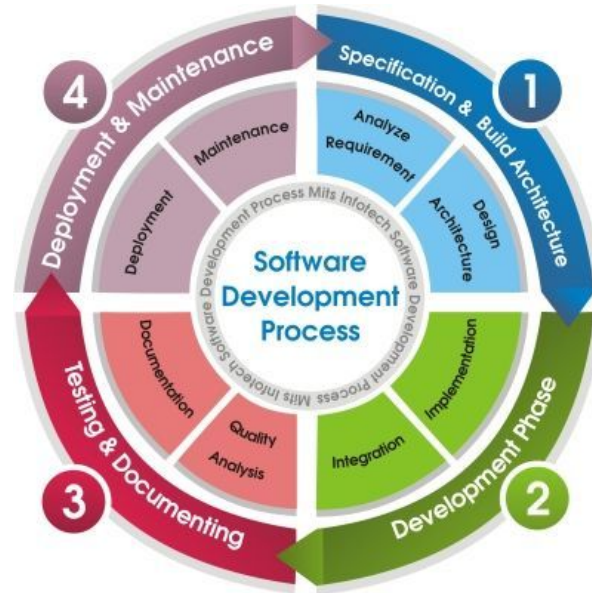 Software
Development
Process
Software Development Process Mits Infotech Software Development Process Mits Infotech
1
Specification & Build Architecture
Analyze
Requirement
Design
Architecture
2
Development Phase
Implementation
Integration
3
Testing & Documenting
Quality
Analysis
Documentation
4
Deployment & Maintenance
Deployment
Maintenance